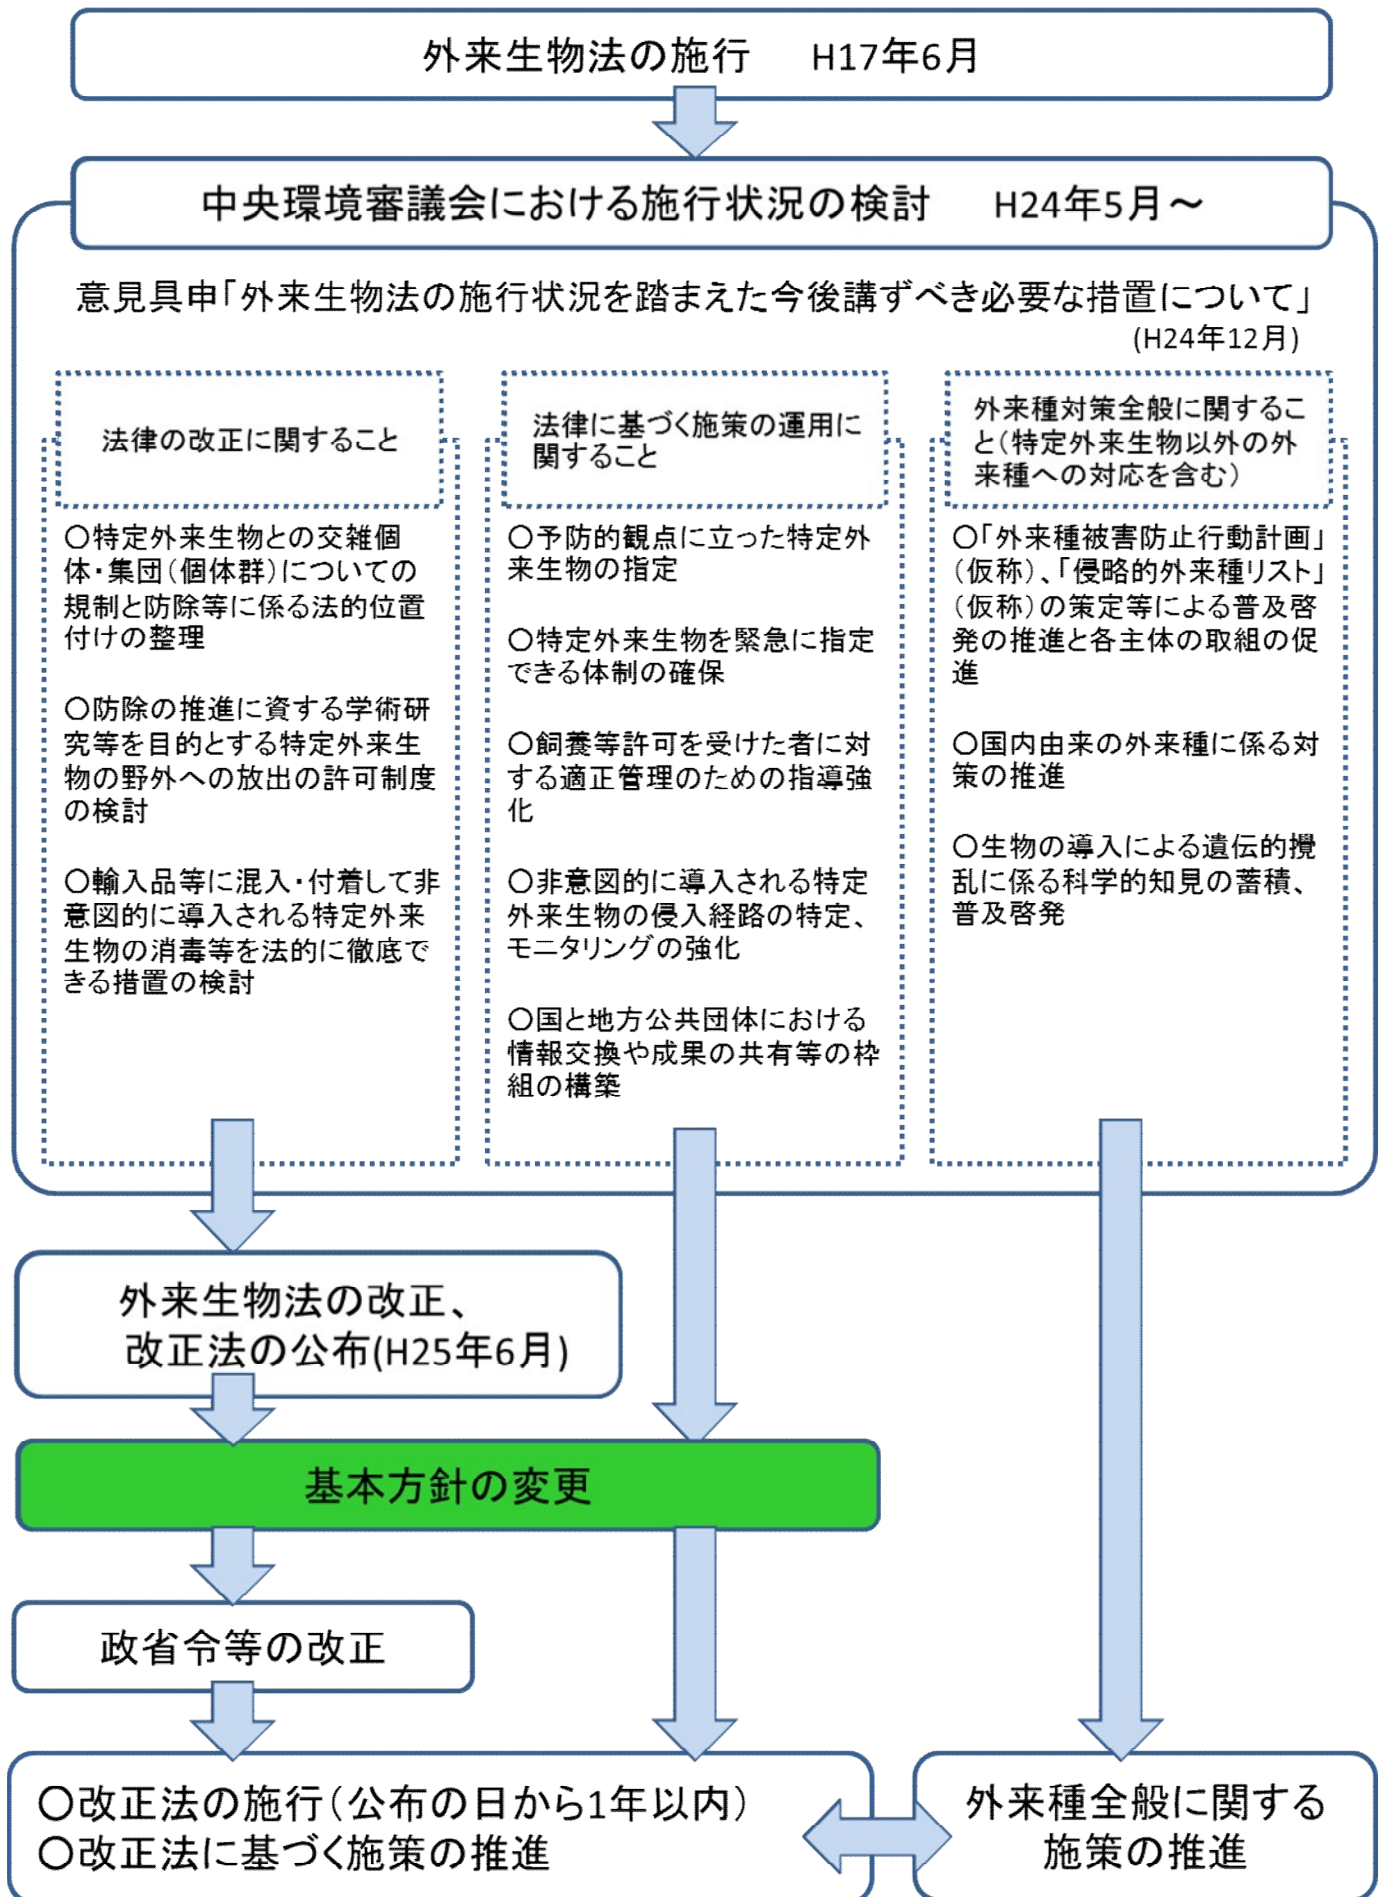 外来生物法の施行　H17年6月
中央環境審議会における施行状況の検討　H24年5月～
意見具申「外来生物法の施行状況を踏まえた今後講ずべき必要な措置について」
(H24年12月)
法律の改正に関すること
〇特定外来生物との交雑個
体・集団（個体群）についての
規制と防除等に係る法的位置
付けの整理
〇防除の推進に資する学術研
究等を目的とする特定外来生
物の野外への放出の許可制度
の検討
〇輸入品等に混入・付着して非
意図的に導入される特定外来
生物の消毒等を法的に徹底で
きる措置の検討
法律に基づく施策の運用に
関すること
〇予防的観点に立った特定外
来生物の指定
〇特定外来生物を緊急に指定
できる体制の確保
〇飼養等許可を受けた者に対
する適正管理のための指導強
化
〇非意図的に導入される特定
外来生物の侵入経路の特定、
モニタリングの強化
〇国と地方公共団体における
情報交換や成果の共有等の枠
組の構築
外来種対策全般に関するこ
と（特定外来生物以外の外
来種への対応を含む）
〇「外来種被害防止行動計画」
（仮称）、「侵略的外来種リスト」
（仮称）の策定等による普及啓
発の推進と各主体の取組の促
進
〇国内由来の外来種に係る対
策の推進
〇生物の導入による遺伝的攪
乱に係る科学的知見の蓄積、
普及啓発
外来生物法の改正、
改正法の公布(H25年6月)
基本方針の変更
政省令等の改正
〇改正法の施行（公布の日から1年以内）
〇改正法に基づく施策の推進
外来種全般に関する
施策の推進